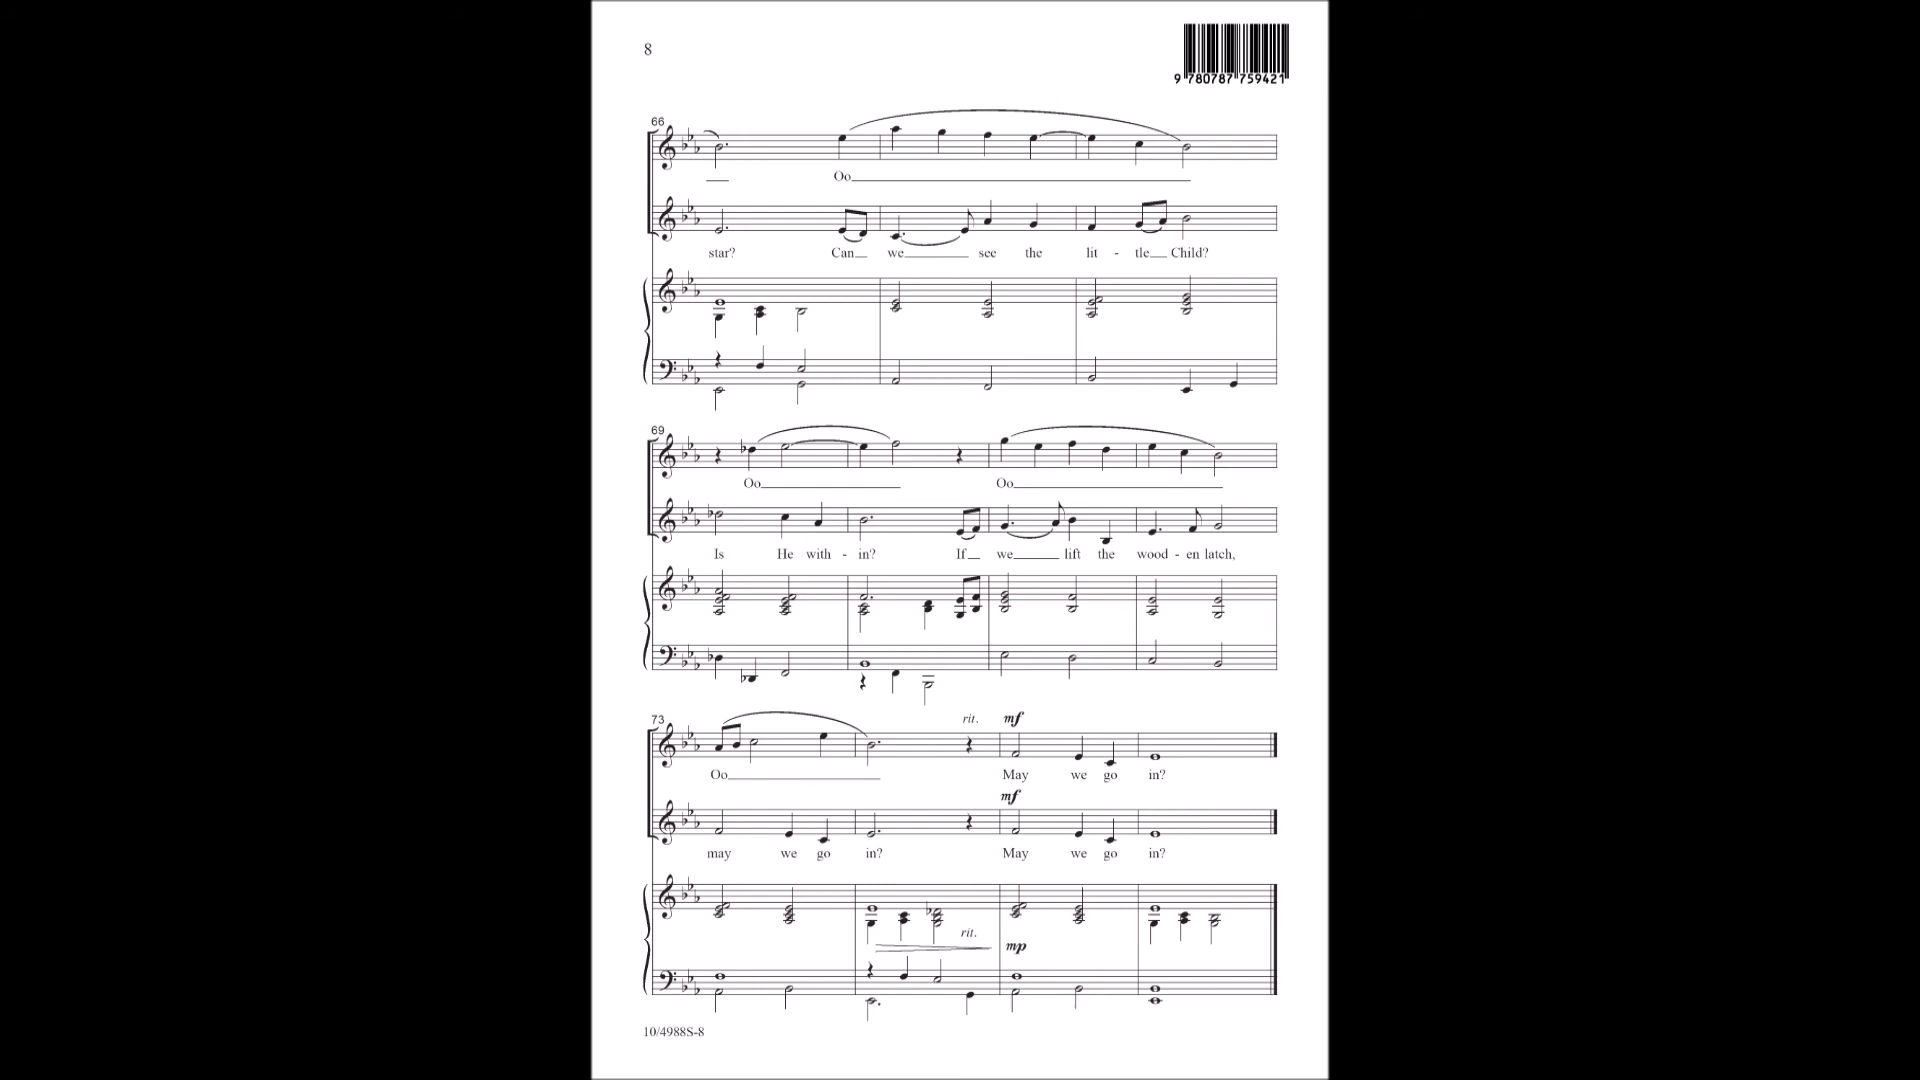 8
9 780787 759421
66
Oo
star? Can we see the lit - tle Child?
69
Oo Oo
Is He with - in? If we lift the wood - en latch,
73
rit. mf
Oo May we go in?
mf
may we go in? May we go in?
rit.
mp
10/4988S-8